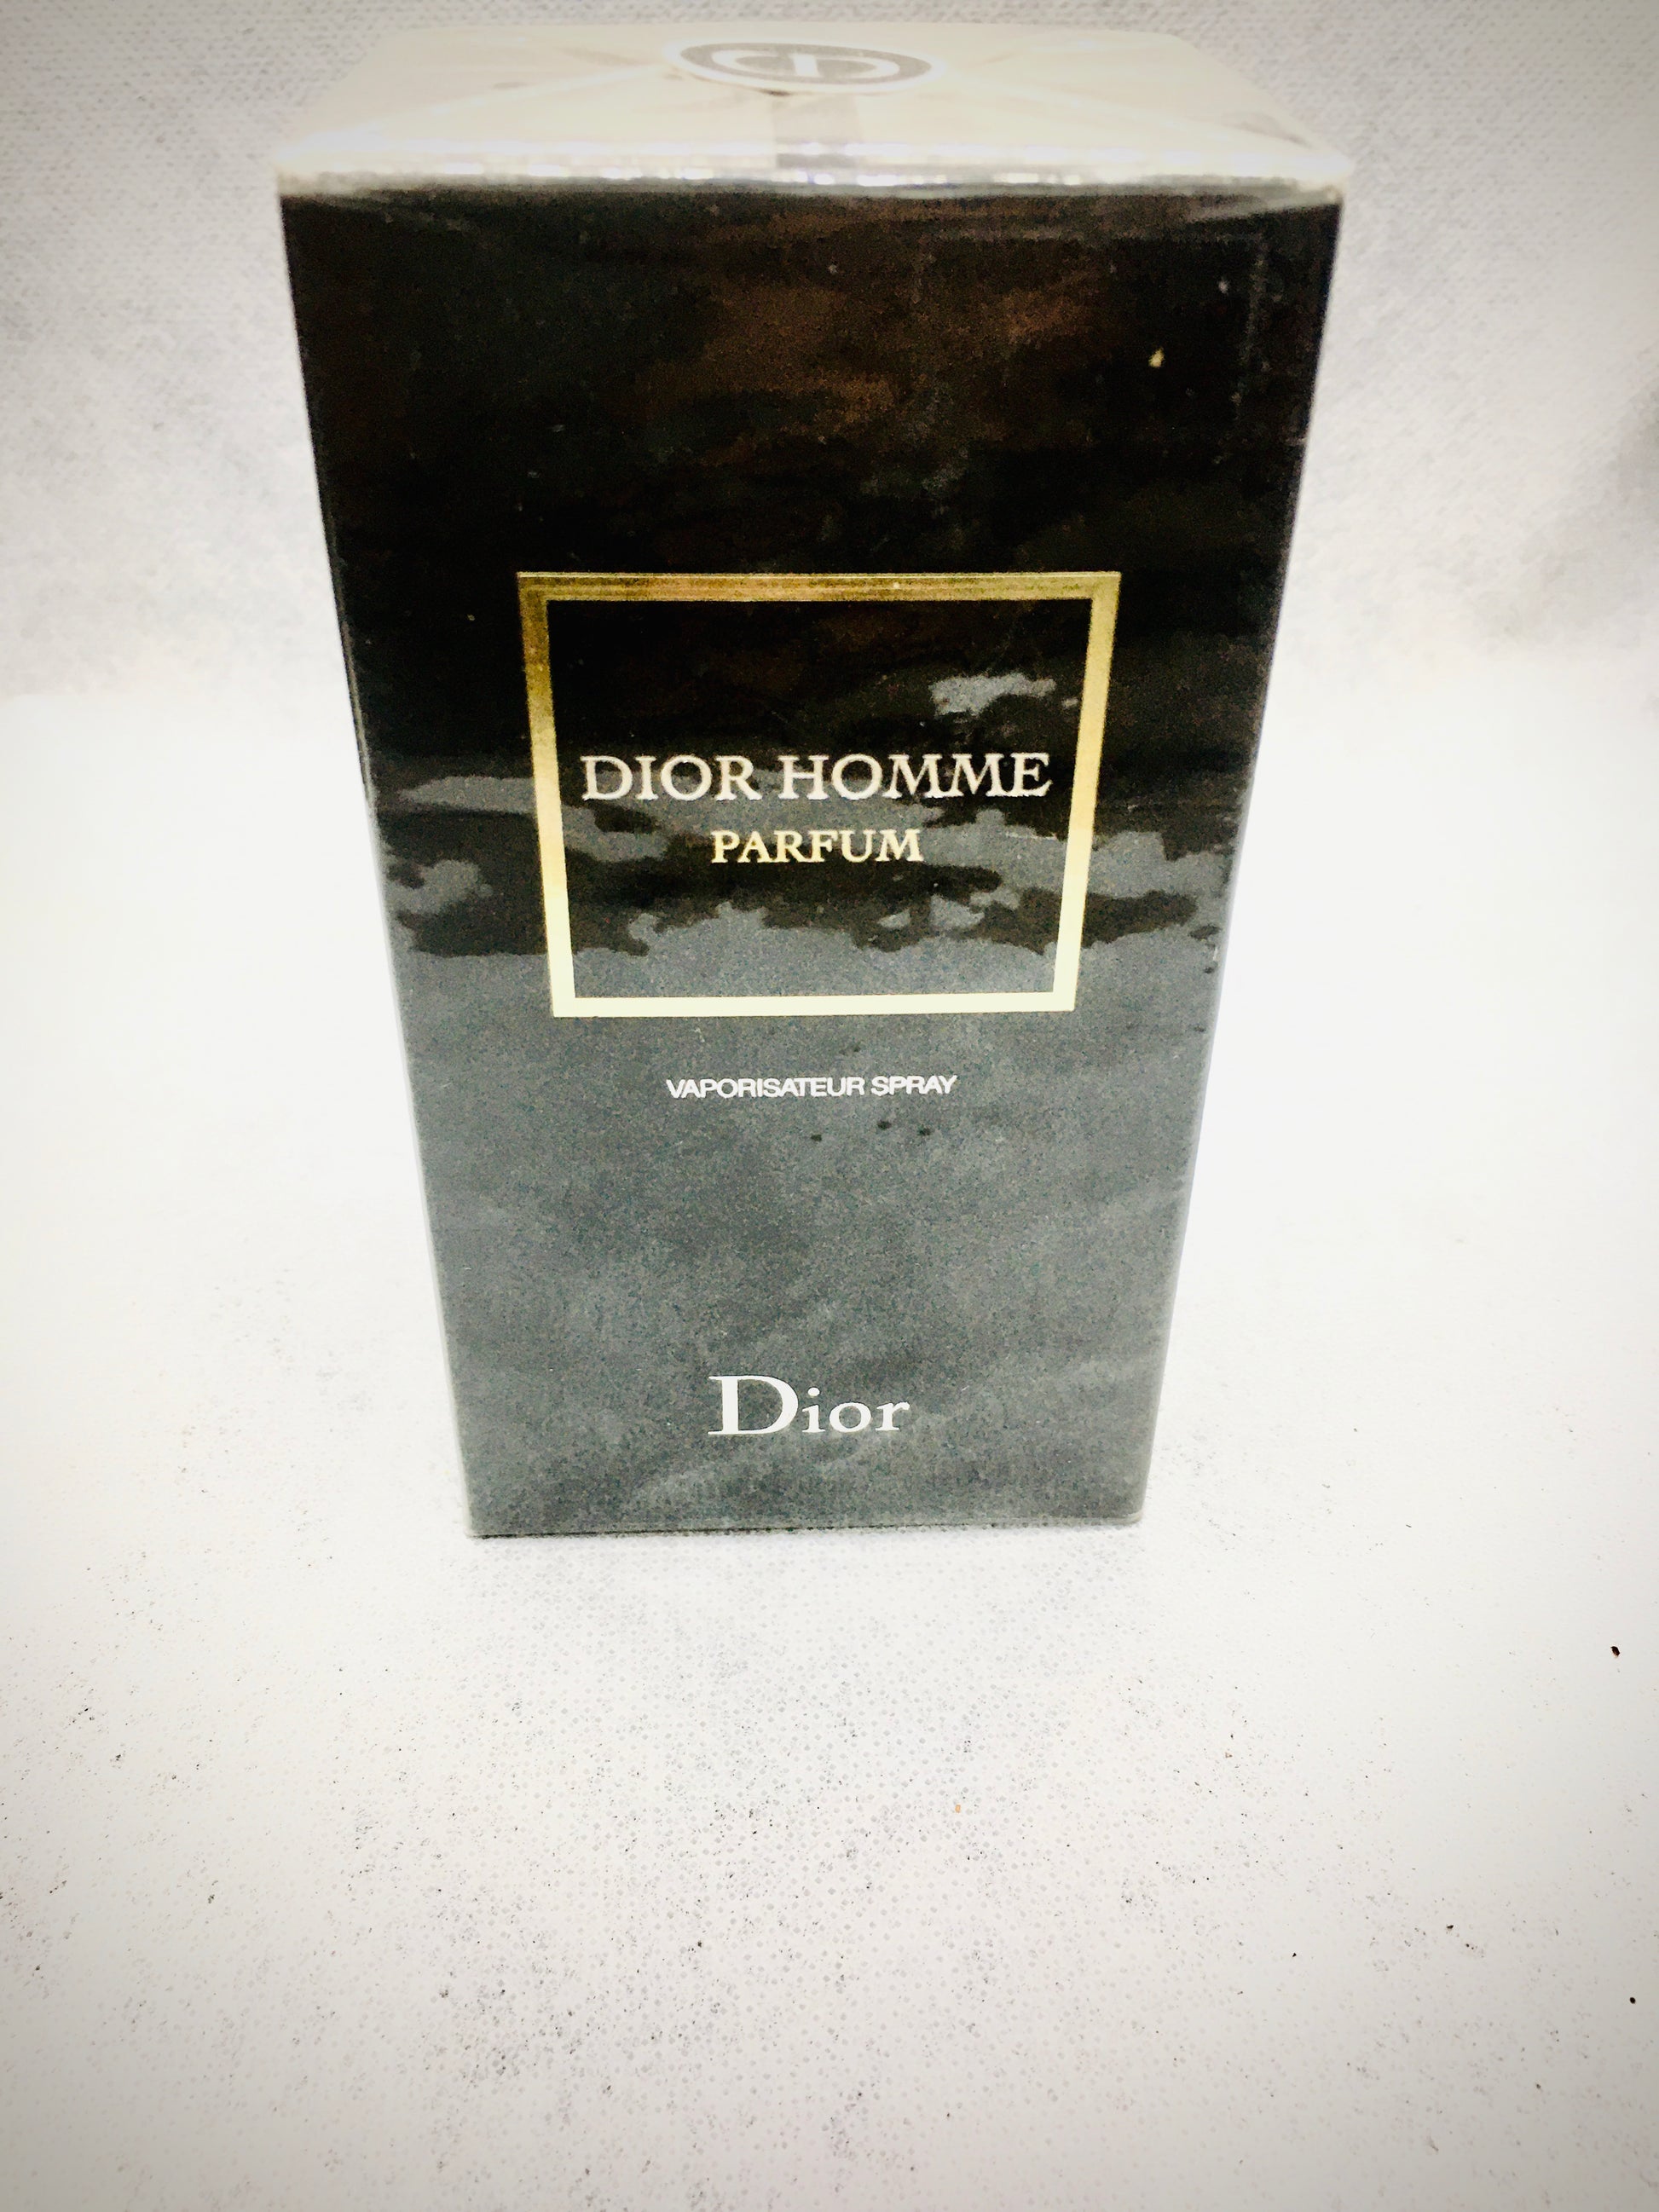 DIOR HOMME
PARFUM
VAPORISATEUR SPRAY
Dior